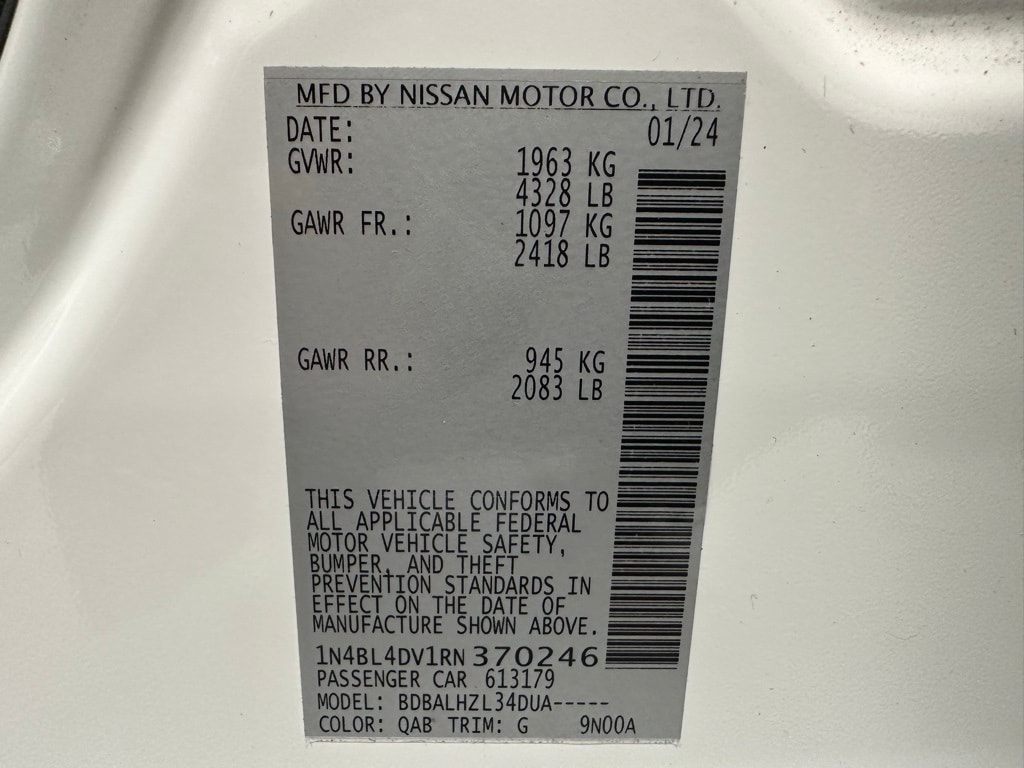 MFD BY NISSAN MOTOR CO., LTD.
DATE: 01/24
GVWR: 1963 KG
4328 LB
GAWR FR.: 1097 KG
2418 LB
GAWR RR.: 945 KG
2083 LB
THIS VEHICLE CONFORMS TO
ALL APPLICABLE FEDERAL
MOTOR VEHICLE SAFETY,
BUMPER, AND THEFT
PREVENTION STANDARDS IN
EFFECT ON THE DATE OF
MANUFACTURE SHOWN ABOVE.
1N4BL4DV1RN370246
PASSENGER CAR 613179
MODEL: BDBALHZL34DUA-----
COLOR: QAB TRIM: G 9N00A